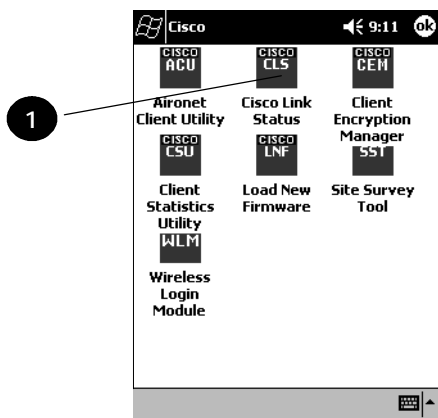 Cisco 9:11 ok
CISCO CISCO CISCO
ACU CLS CEM
Aironet Cisco Link Client
Client Utility Status Encryption
Manager
1
CISCO CISCO
CSU LNF SST
Client Load New Site Survey
Statistics Firmware Tool
Utility
WLM
Wireless
Login
Module